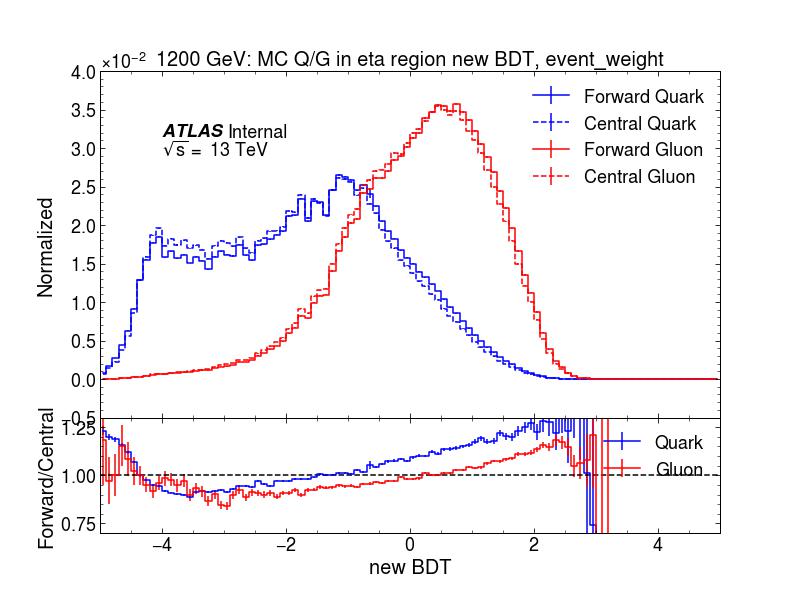 ×10⁻² 1200 GeV: MC Q/G in eta region new BDT, event_weight
4.0
3.5
3.0
2.5
2.0
1.5
1.0
0.5
0.0
0.5
Normalized
ATLAS Internal
√s = 13 TeV
Forward Quark
Central Quark
Forward Gluon
Central Gluon
1.25
1.00
0.75
Forward/Central
Quark
Gluon
−4
−2
0
2
4
new BDT